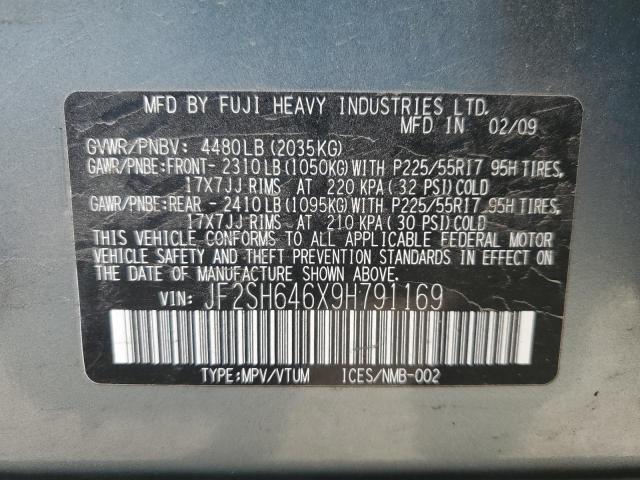 MFD BY FUJI HEAVY INDUSTRIES LTD.
MFD IN 02/09
GVWR/PNBV: 4480LB (2035KG)
GAWR/PNBE:FRONT- 2310LB(1050KG)WITH P225/55R17 95H TIRES,
17X7JJ RIMS AT 220 KPA (32 PSI)COLD
GAWR/PNBE:REAR - 2410LB(1095KG)WITH P225/55R17 95H TIRES,
17X7JJ RIMS AT 210 KPA( 30 PSI)COLD
THIS VEHICLE CONFORMS TO ALL APPLICABLE FEDERAL MOTOR
VEHICLE SAFETY AND THEFT PREVENTION STANDARDS IN EFFECT ON
THE DATE OF MANUFACTURE SHOWN ABOVE.
VIN: JF2SH646X9H791169
TYPE:MPV/VTUM ICES/NMB-002